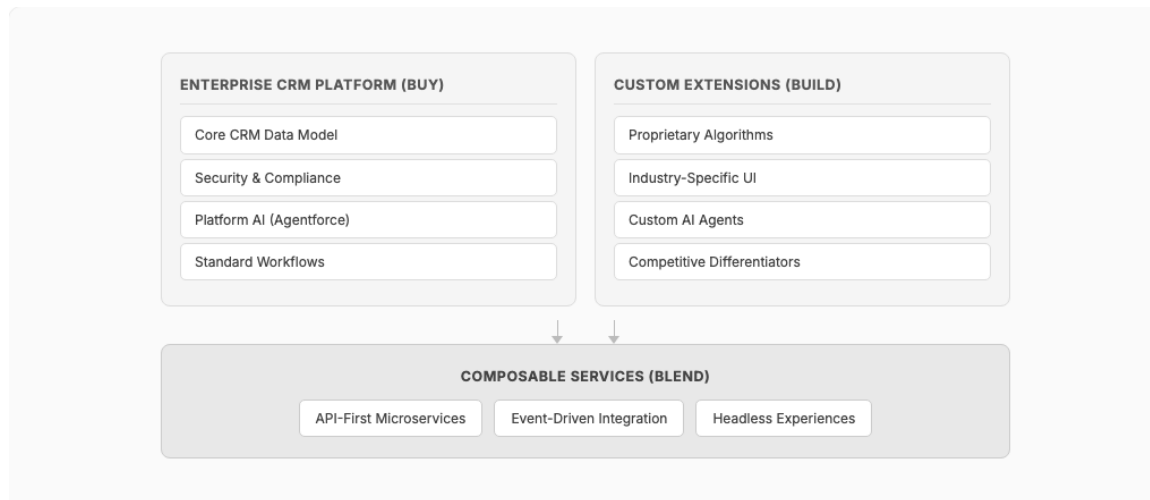 ENTERPRISE CRM PLATFORM (BUY)
Core CRM Data Model
Security & Compliance
Platform AI (Agentforce)
Standard Workflows
CUSTOM EXTENSIONS (BUILD)
Proprietary Algorithms
Industry-Specific UI
Custom AI Agents
Competitive Differentiators
COMPOSABLE SERVICES (BLEND)
API-First Microservices
Event-Driven Integration
Headless Experiences